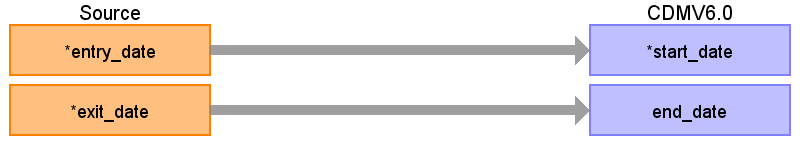 Source CDMV6.0
*entry_date *start_date
*exit_date end_date